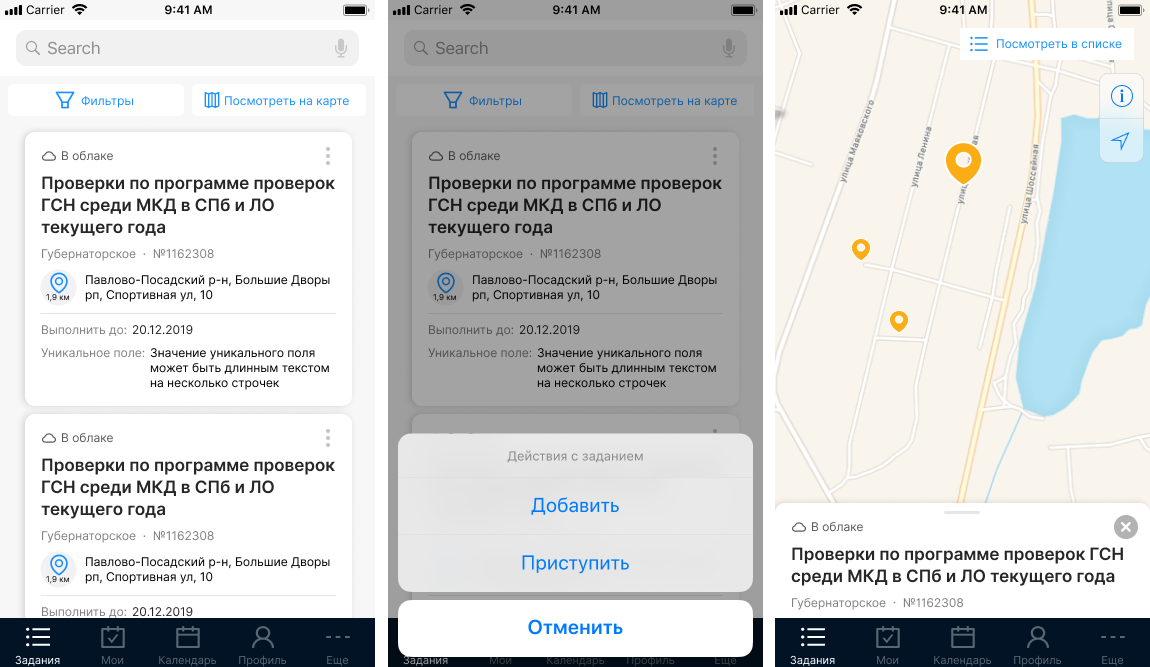 Carrier 9:41 AM
Search
Фильтры
Посмотреть на карте
В облаке
Проверки по программе проверок
ГСН среди МКД в СПб и ЛО
текущего года
Губернаторское · №1162308
1,9 км
Павлово-Посадский р-н, Большие Дворы
рп, Спортивная ул, 10
Выполнить до: 20.12.2019
Уникальное поле: Значение уникального поля
может быть длинным текстом
на несколько строчек
В облаке
Проверки по программе проверок
ГСН среди МКД в СПб и ЛО
текущего года
Губернаторское · №1162308
1,9 км
Павлово-Посадский р-н, Большие Дворы
рп, Спортивная ул, 10
Выполнить до: 20.12.2019
Задания Мои Календарь Профиль Еще
Carrier 9:41 AM
Search
Фильтры
Посмотреть на карте
В облаке
Проверки по программе проверок
ГСН среди МКД в СПб и ЛО
текущего года
Губернаторское · №1162308
1,9 км
Павлово-Посадский р-н, Большие Дворы
рп, Спортивная ул, 10
Выполнить до: 20.12.2019
Уникальное поле: Значение уникального поля
может быть длинным текстом
на несколько строчек
Действия с заданием
Добавить
Приступить
Отменить
Задания Мои Календарь Профиль Еще
Carrier 9:41 AM
Посмотреть в списке
улица Маяковского
улица Ленина
улица Шоссейная
В облаке
Проверки по программе проверок ГСН
среди МКД в СПб и ЛО текущего года
Губернаторское · №1162308
Задания Мои Календарь Профиль Еще